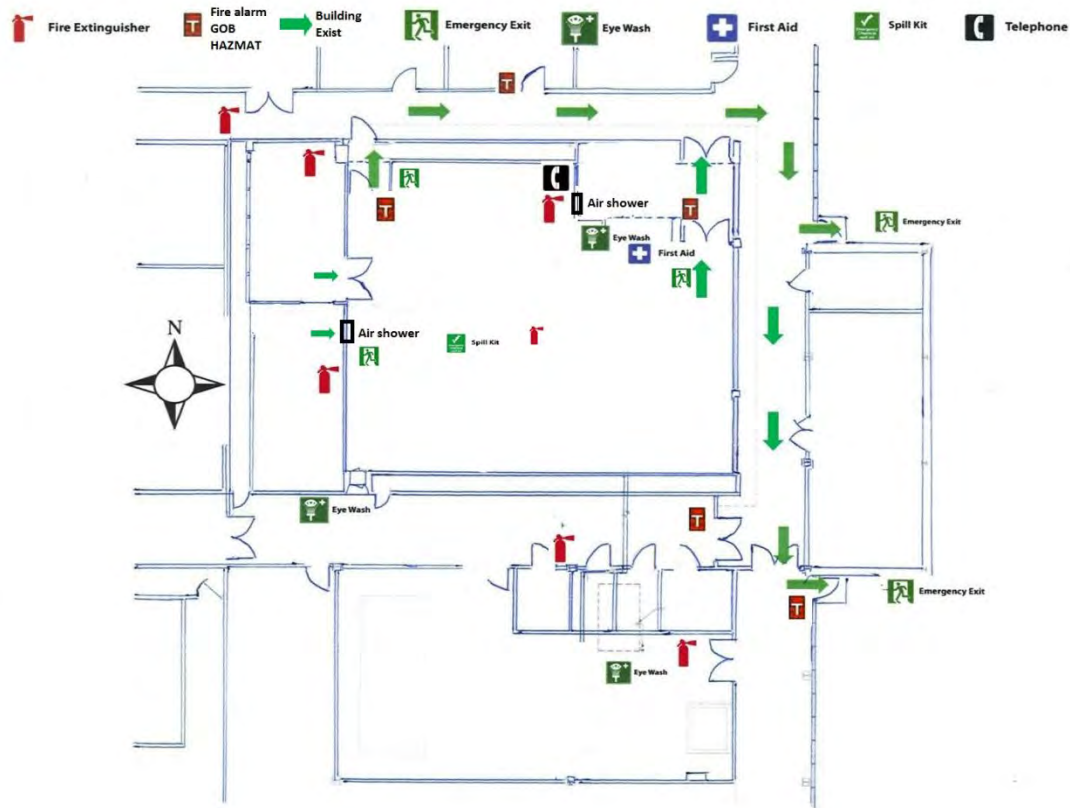 Fire Extinguisher
Fire alarm
GOB
HAZMAT
Building
Exist
Emergency Exit
Eye Wash
First Aid
Spill Kit
Telephone
Air shower
Eye Wash
First Aid
Emergency Exit
N
Air shower
Spill Kit
Eye Wash
Emergency Exit
Eye Wash